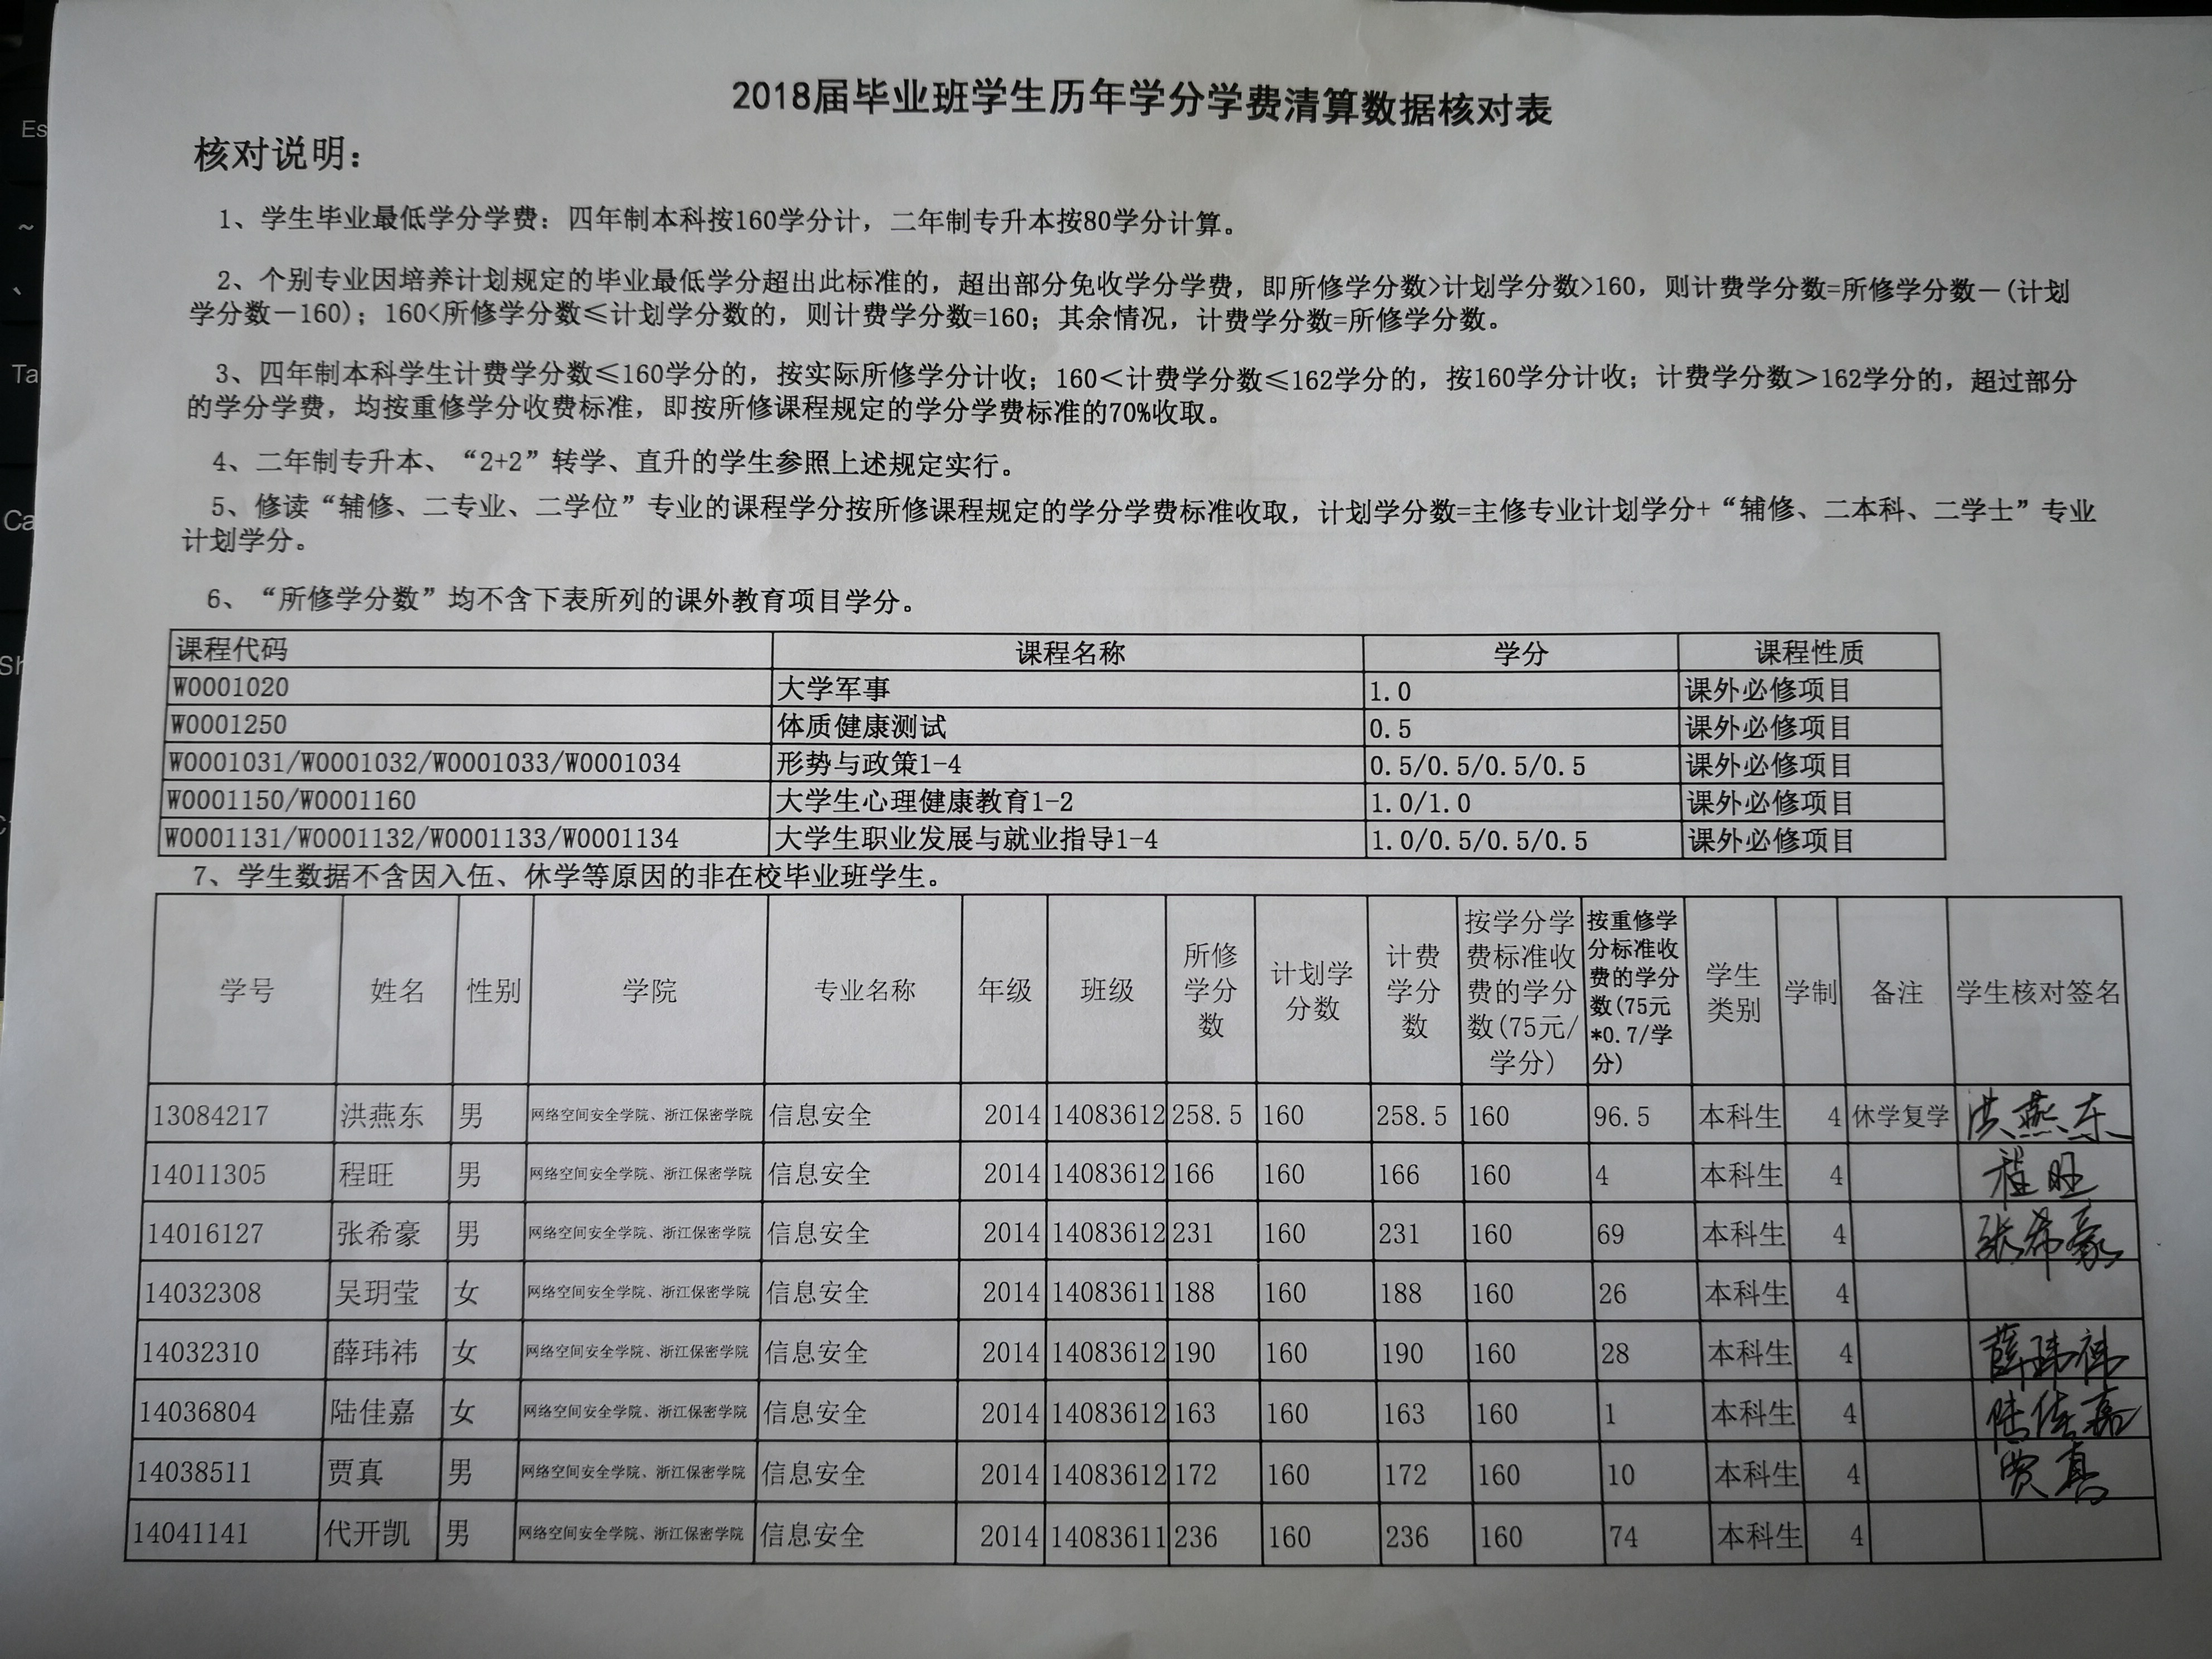 2018届毕业班学生历年学分学费清算数据核对表
核对说明：
1、学生毕业最低学分学费：四年制本科按160学分计，二年制专升本按80学分计算。
2、个别专业因培养计划规定的毕业最低学分超出此标准的，超出部分免收学分学费，即所修学分数>计划学分数>160，则计费学分数=所修学分数－(计划
学分数－160)；160<所修学分数≤计划学分数的，则计费学分数=160；其余情况，计费学分数=所修学分数。
3、四年制本科学生计费学分数≤160学分的，按实际所修学分计收；160＜计费学分数≤162学分的，按160学分计收；计费学分数＞162学分的，超过部分
的学分学费，均按重修学分收费标准，即按所修课程规定的学分学费标准的70%收取。
4、二年制专升本、“2+2”转学、直升的学生参照上述规定实行。
5、修读“辅修、二专业、二学位”专业的课程学分按所修课程规定的学分学费标准收取，计划学分数=主修专业计划学分+“辅修、二本科、二学士”专业
计划学分。
6、“所修学分数”均不含下表所列的课外教育项目学分。
课程代码 课程名称 学分 课程性质
W0001020 大学军事 1.0 课外必修项目
W0001250 体质健康测试 0.5 课外必修项目
W0001031/W0001032/W0001033/W0001034 形势与政策1-4 0.5/0.5/0.5/0.5 课外必修项目
W0001150/W0001160 大学生心理健康教育1-2 1.0/1.0 课外必修项目
W0001131/W0001132/W0001133/W0001134 大学生职业发展与就业指导1-4 1.0/0.5/0.5/0.5 课外必修项目
7、学生数据不含因入伍、休学等原因的非在校毕业班学生。
学号 姓名 性别 学院 专业名称 年级 班级 所修学分数 计划学分数 计费学分数 按学分学费标准收费的学分数(75元/学分) 按重修学分标准收费的学分数(75元*0.7/学分) 学生类别 学制 备注 学生核对签名
13084217 洪燕东 男 网络空间安全学院、浙江保密学院 信息安全 2014 14083612 258.5 160 258.5 160 96.5 本科生 4 休学复学 洪燕东
14011305 程旺 男 网络空间安全学院、浙江保密学院 信息安全 2014 14083612 166 160 166 160 4 本科生 4 程旺
14016127 张希豪 男 网络空间安全学院、浙江保密学院 信息安全 2014 14083612 231 160 231 160 69 本科生 4 张希豪
14032308 吴玥莹 女 网络空间安全学院、浙江保密学院 信息安全 2014 14083611 188 160 188 160 26 本科生 4
14032310 薛玮祎 女 网络空间安全学院、浙江保密学院 信息安全 2014 14083612 190 160 190 160 28 本科生 4 薛玮祎
14036804 陆佳嘉 女 网络空间安全学院、浙江保密学院 信息安全 2014 14083612 163 160 163 160 1 本科生 4 陆佳嘉
14038511 贾真 男 网络空间安全学院、浙江保密学院 信息安全 2014 14083612 172 160 172 160 10 本科生 4 贾真
14041141 代开凯 男 网络空间安全学院、浙江保密学院 信息安全 2014 14083611 236 160 236 160 74 本科生 4